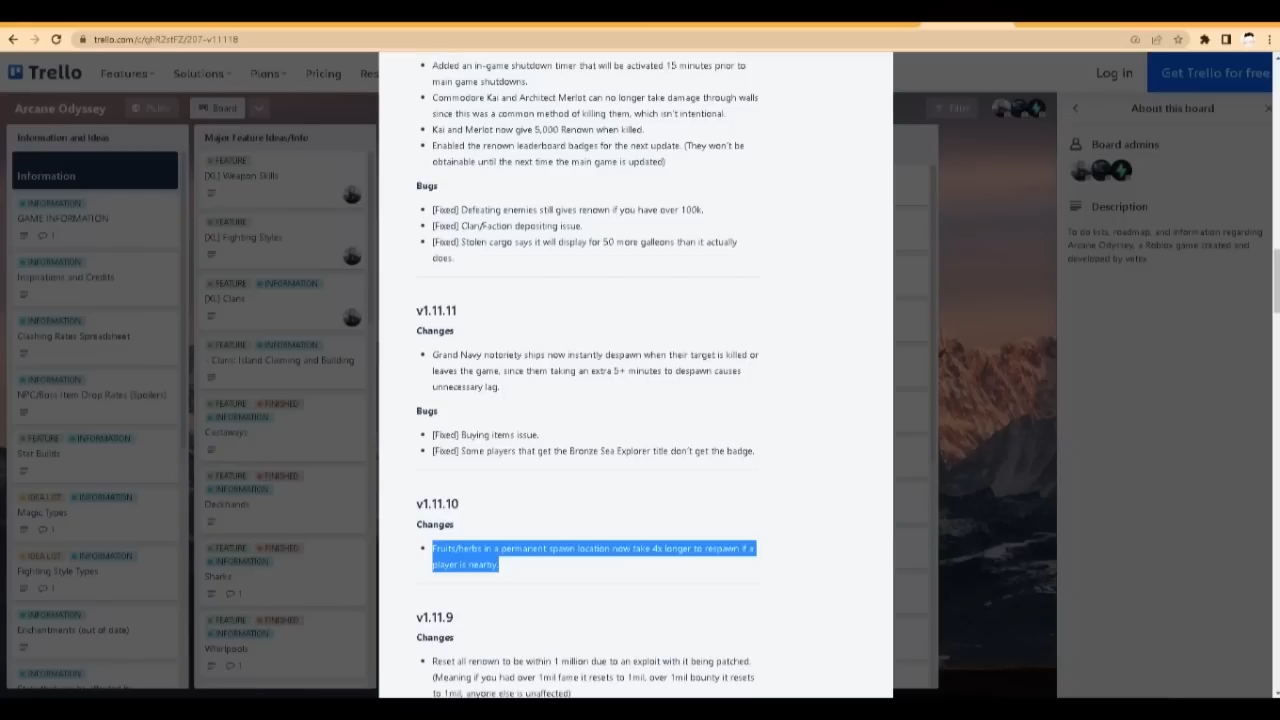 trello.com/c/ghR2stFZ/207-v11118
Trello
Features
Solutions
Plans
Pricing
Res
Log in
Get Trello for free
Arcane Odyssey
Public
Board
Filter
Information and Ideas
Information
INFORMATION
GAME INFORMATION
1
INFORMATION
Inspirations and Credits
INFORMATION
Clashing Rates Spreadsheet
INFORMATION
NPC/Boss Item Drop Rates (Spoilers)
FEATURE INFORMATION
Stat Builds
IDEA LIST INFORMATION
Magic Types
1
IDEA LIST INFORMATION
Fighting Style Types
1
INFORMATION
Enchantments (out of date)
INFORMATION
Major Feature Ideas/Info
FEATURE
[XL] Weapon Skills
FEATURE
[XL] Fighting Styles
FEATURE INFORMATION
[XL] Clans
FEATURE INFORMATION
- Clans: Island Claiming and Building
FEATURE FINISHED
INFORMATION
Castaways
FEATURE FINISHED
INFORMATION
Deckhands
FEATURE FINISHED
INFORMATION
Sharks
1
FEATURE FINISHED
INFORMATION
Whirlpools
1
• Added an in-game shutdown timer that will be activated 15 minutes prior to
main game shutdowns.
• Commodore Kai and Architect Merlot can no longer take damage through walls
since this was a common method of killing them, which isn't intentional.
• Kai and Merlot now give 5,000 Renown when killed.
• Enabled the renown leaderboard badges for the next update. (They won't be
obtainable until the next time the main game is updated)
Bugs
• [Fixed] Defeating enemies still gives renown if you have over 100k.
• [Fixed] Clan/Faction depositing issue.
• [Fixed] Stolen cargo says it will display for 50 more galleons than it actually
does.
v1.11.11
Changes
• Grand Navy notoriety ships now instantly despawn when their target is killed or
leaves the game, since them taking an extra 5+ minutes to despawn causes
unnecessary lag.
Bugs
• [Fixed] Buying items issue.
• [Fixed] Some players that get the Bronze Sea Explorer title don't get the badge.
v1.11.10
Changes
• Fruits/herbs in a permanent spawn location now take 4x longer to respawn if a
player is nearby.
v1.11.9
Changes
• Reset all renown to be within 1 million due to an exploit with it being patched.
(Meaning if you had over 1mil fame it resets to 1mil, over 1mil bounty it resets
to 1mil, anyone else is unaffected)
About this board
Board admins
Description
To do lists, roadmap, and information regarding
Arcane Odyssey, a Roblox game created and
developed by vetex